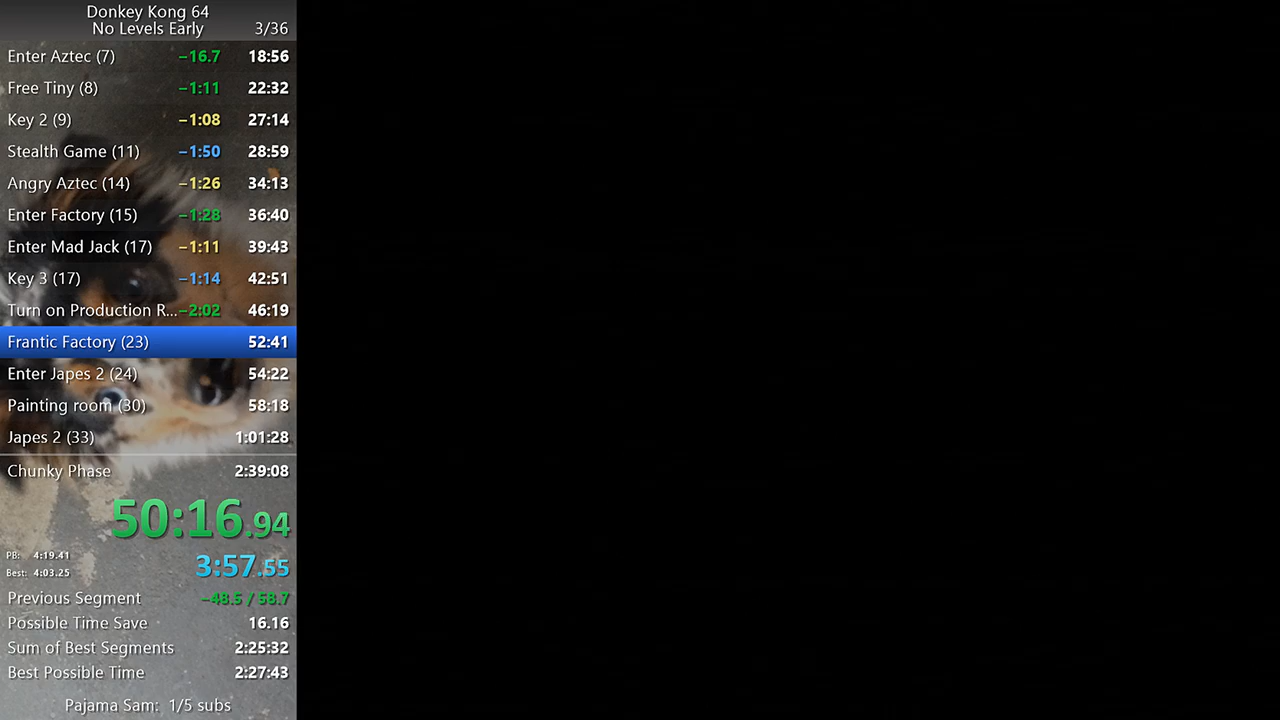 Donkey Kong 64
No Levels Early 3/36
Enter Aztec (7) −16.7 18:56
Free Tiny (8) −1:11 22:32
Key 2 (9) −1:08 27:14
Stealth Game (11) −1:50 28:59
Angry Aztec (14) −1:26 34:13
Enter Factory (15) −1:28 36:40
Enter Mad Jack (17) −1:11 39:43
Key 3 (17) −1:14 42:51
Turn on Production R... −2:02 46:19
Frantic Factory (23) 52:41
Enter Japes 2 (24) 54:22
Painting room (30) 58:18
Japes 2 (33) 1:01:28
Chunky Phase 2:39:08
50:16.94
PB: 4:19.41 3:57.55
Best: 4:03.25
Previous Segment −48.5 / 58.7
Possible Time Save 16.16
Sum of Best Segments 2:25:32
Best Possible Time 2:27:43
Pajama Sam: 1/5 subs